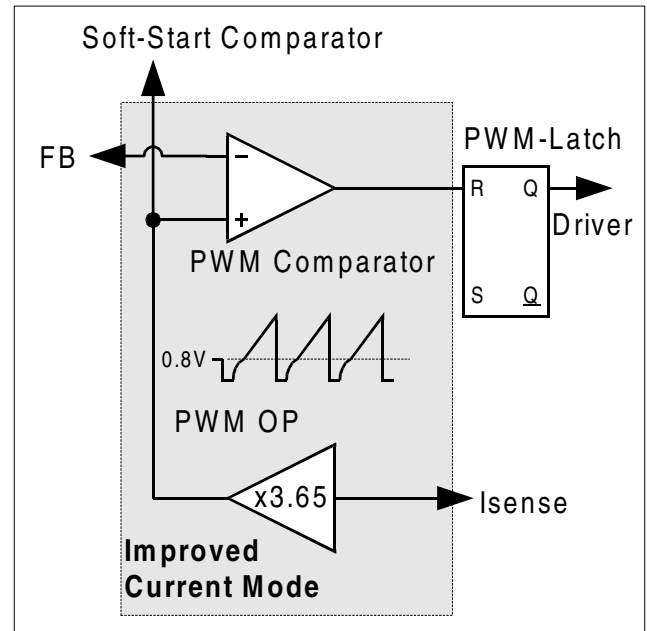 Soft-Start Comparator
FB
PWM-Latch
R Q
Driver
PWM Comparator
S Q
0.8V
PWM OP
x3.65
Isense
Improved
Current Mode